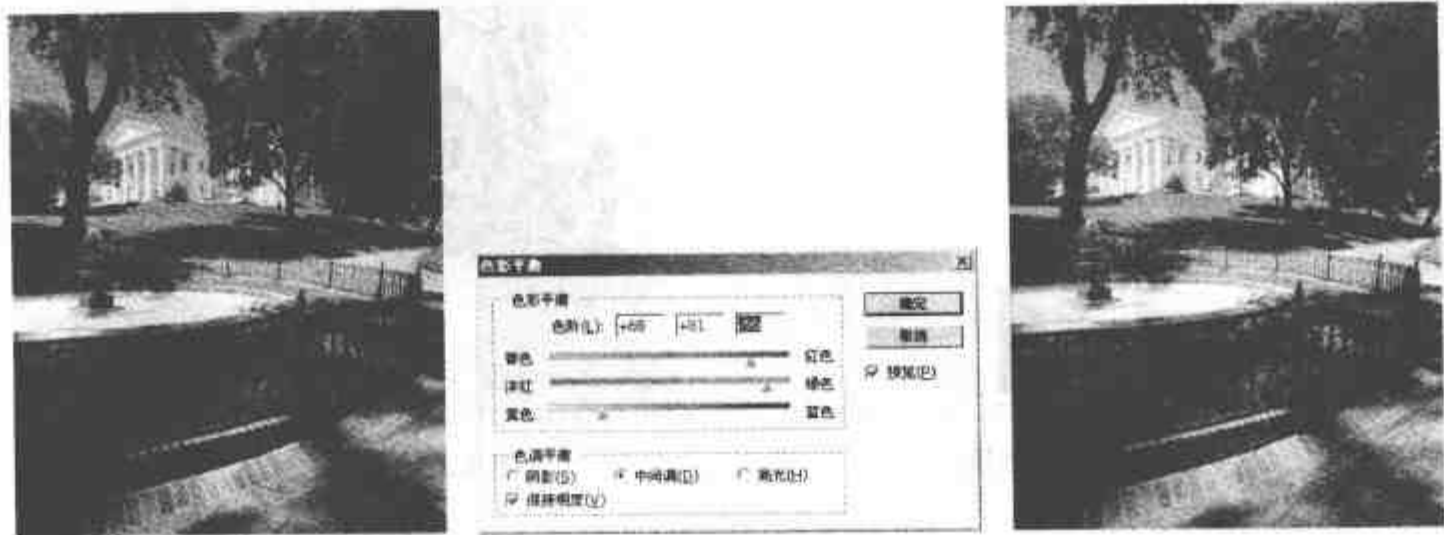 色彩平衡
色彩平衡
色阶(L): +81
确定
取消
青色 红色
洋红 绿色
黄色 蓝色
预览(P)
色调平衡
阴影(S) 中间调(D) 高光(H)
保持明度(V)